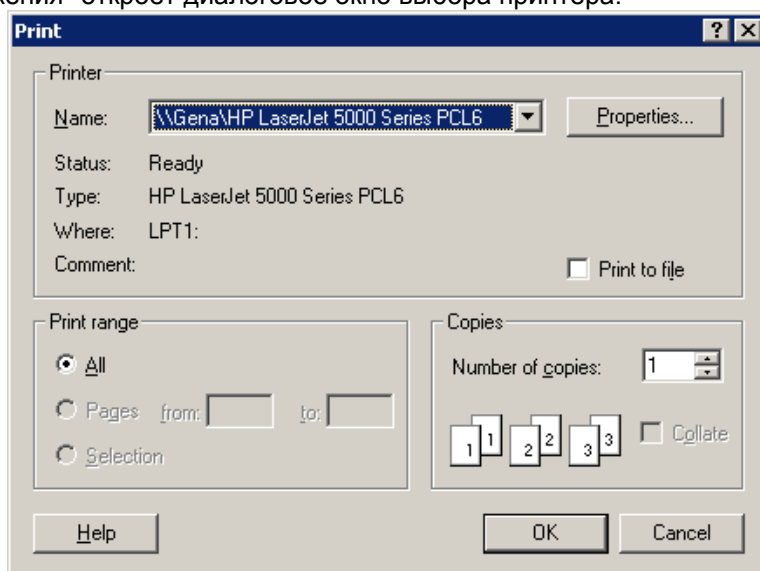 откроет диалоговое окно выбора принтера.
Print
Printer
Name: \\Gena\HP LaserJet 5000 Series PCL6 Properties...
Status: Ready
Type: HP LaserJet 5000 Series PCL6
Where: LPT1:
Comment: Print to file
Print range
All
Pages from: to:
Selection
Copies
Number of copies: 1
1 1 2 2 3 3 Collate
Help OK Cancel